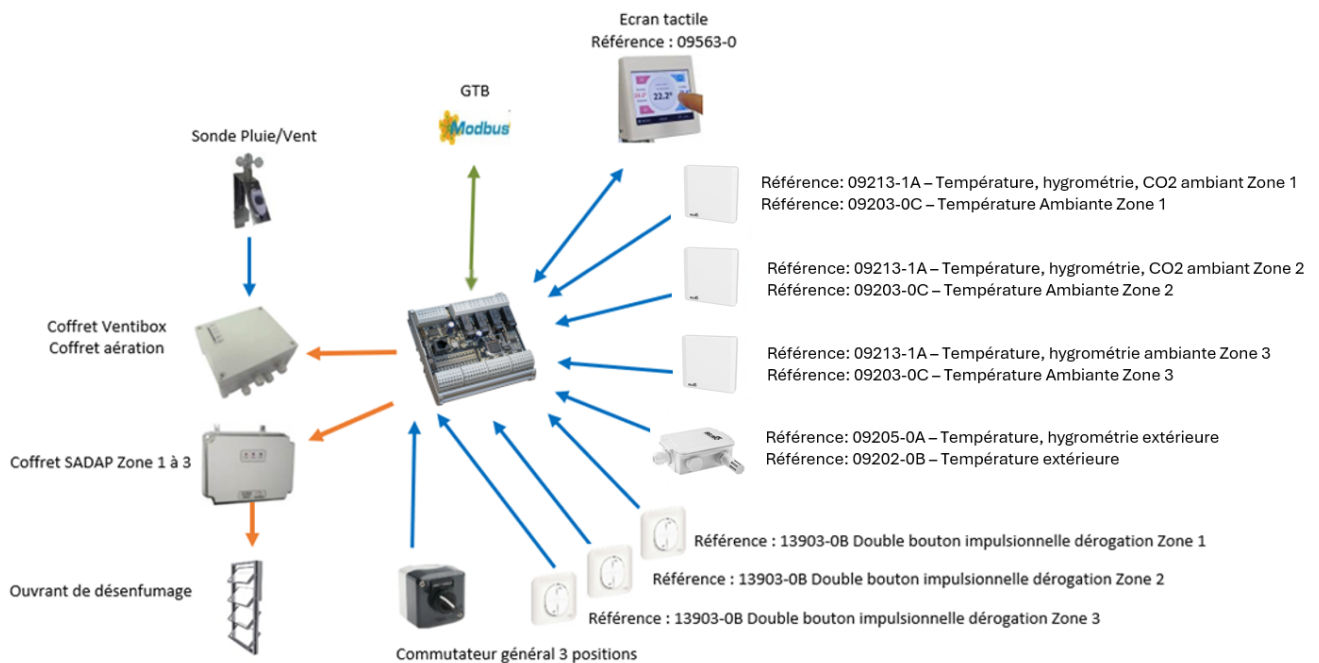 Ecran tactile
Référence : 09563-0
GTB
Modbus
Sonde Pluie/Vent
22.2°
Référence: 09213-1A – Température, hygrométrie, CO2 ambiant Zone 1
Référence: 09203-0C – Température Ambiante Zone 1
Référence: 09213-1A – Température, hygrométrie, CO2 ambiant Zone 2
Référence: 09203-0C – Température Ambiante Zone 2
Coffret Ventibox
Coffret aération
Référence: 09213-1A – Température, hygrométrie ambiante Zone 3
Référence: 09203-0C – Température Ambiante Zone 3
Référence: 09205-0A – Température, hygrométrie extérieure
Référence: 09202-0B – Température extérieure
Coffret SADAP Zone 1 à 3
Référence : 13903-0B Double bouton impulsionnelle dérogation Zone 1
Référence : 13903-0B Double bouton impulsionnelle dérogation Zone 2
Ouvrant de désenfumage
Référence : 13903-0B Double bouton impulsionnelle dérogation Zone 3
Commutateur général 3 positions